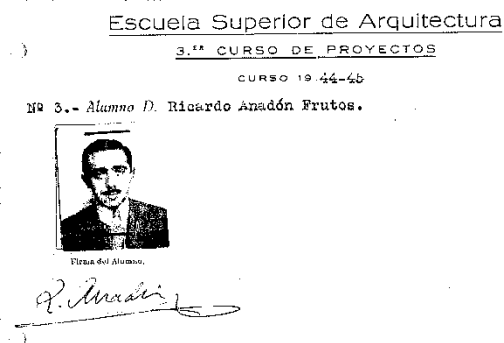 Escuela Superior de Arquitectura
3.er CURSO DE PROYECTOS
CURSO 19 44-45
Nº 3.- Alumno D. Ricardo Anadón Frutos.
Firma del Alumno,
R. Anadón